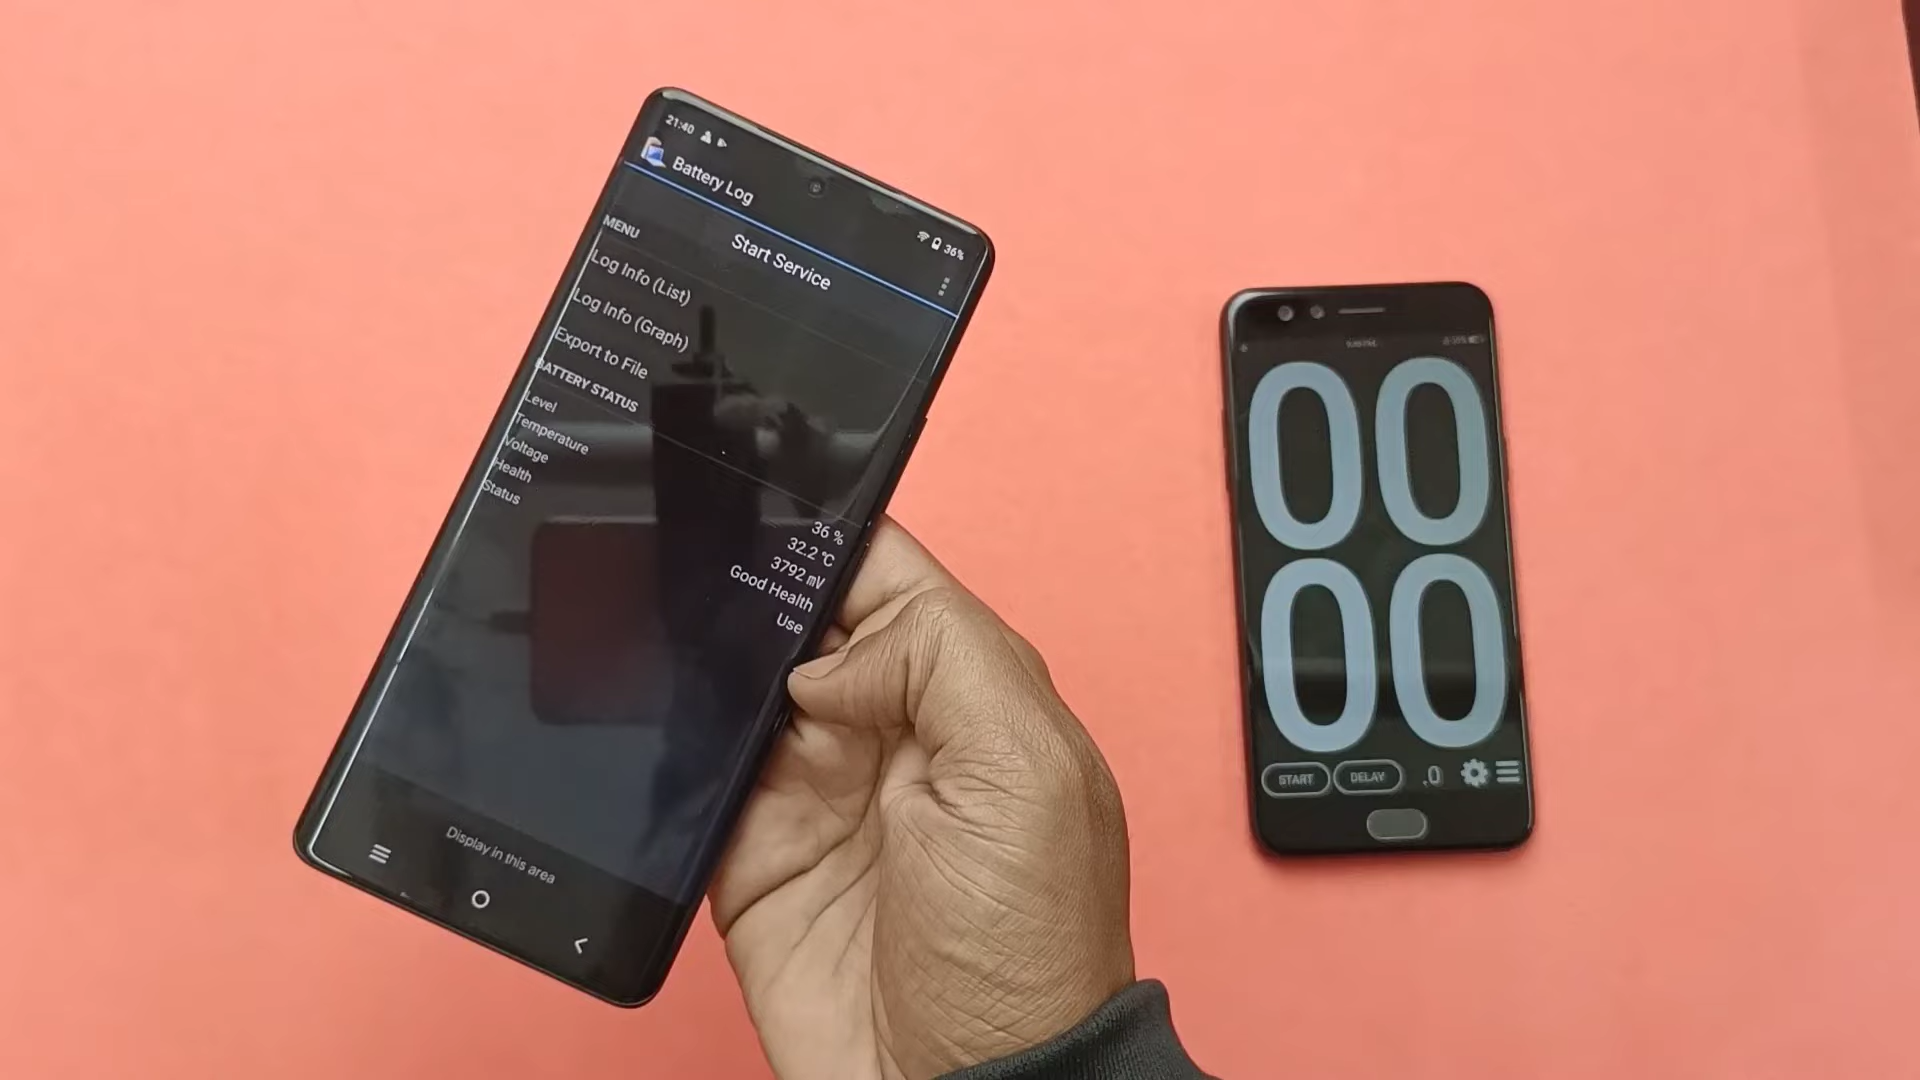 21:40
36%
Battery Log
Start Service
MENU
Log Info (List)
Log Info (Graph)
Export to File
BATTERY STATUS
Level 36 %
Temperature 32.2 °C
Voltage 3792 mV
Health Good Health
Status Use
Display in this area
00
00
START DELAY .0